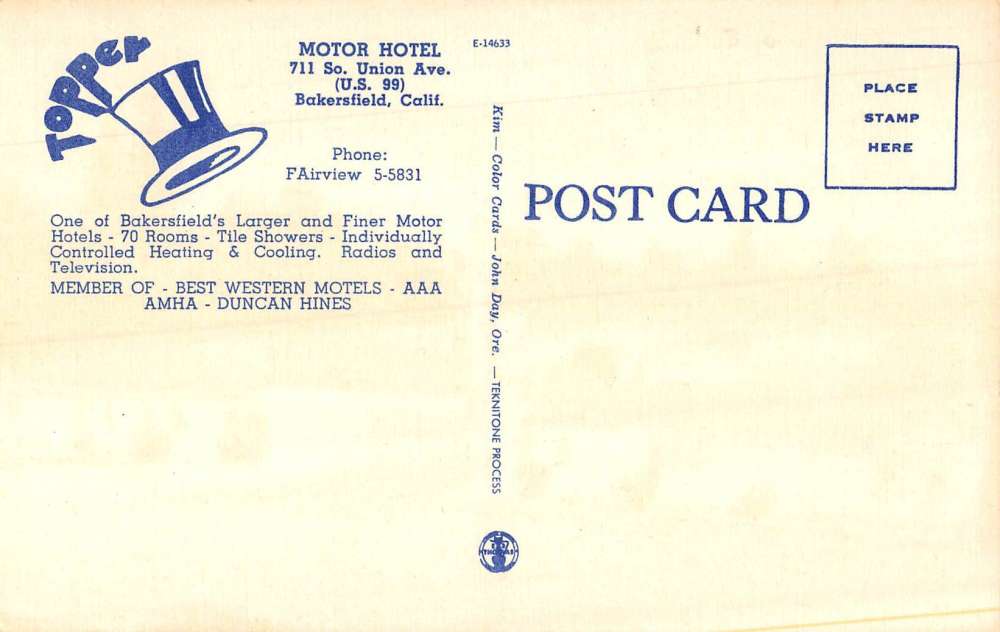 Topper
MOTOR HOTEL
711 So. Union Ave.
(U.S. 99)
Bakersfield, Calif.
Phone:
FAirview 5-5831
One of Bakersfield's Larger and Finer Motor
Hotels - 70 Rooms - Tile Showers - Individually
Controlled Heating & Cooling. Radios and
Television.
MEMBER OF - BEST WESTERN MOTELS - AAA
AMHA - DUNCAN HINES
E-14633
Kim — Color Cards — John Day, Ore. — TEKNITONE PROCESS
THOMAS
POST CARD
PLACE
STAMP
HERE